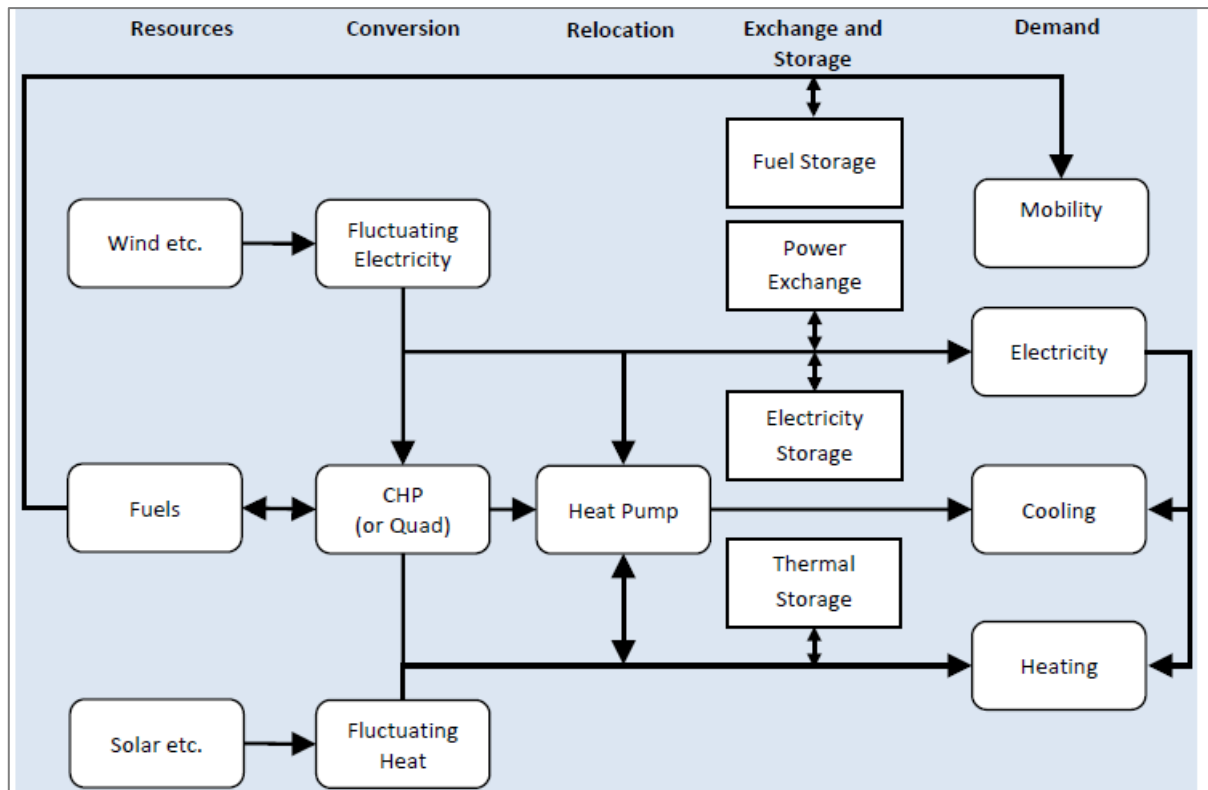 Resources
Conversion
Relocation
Exchange and
Storage
Demand
Fuel Storage
Mobility
Wind etc.
Fluctuating
Electricity
Power
Exchange
Electricity
Electricity
Storage
Fuels
CHP
(or Quad)
Heat Pump
Cooling
Thermal
Storage
Heating
Solar etc.
Fluctuating
Heat